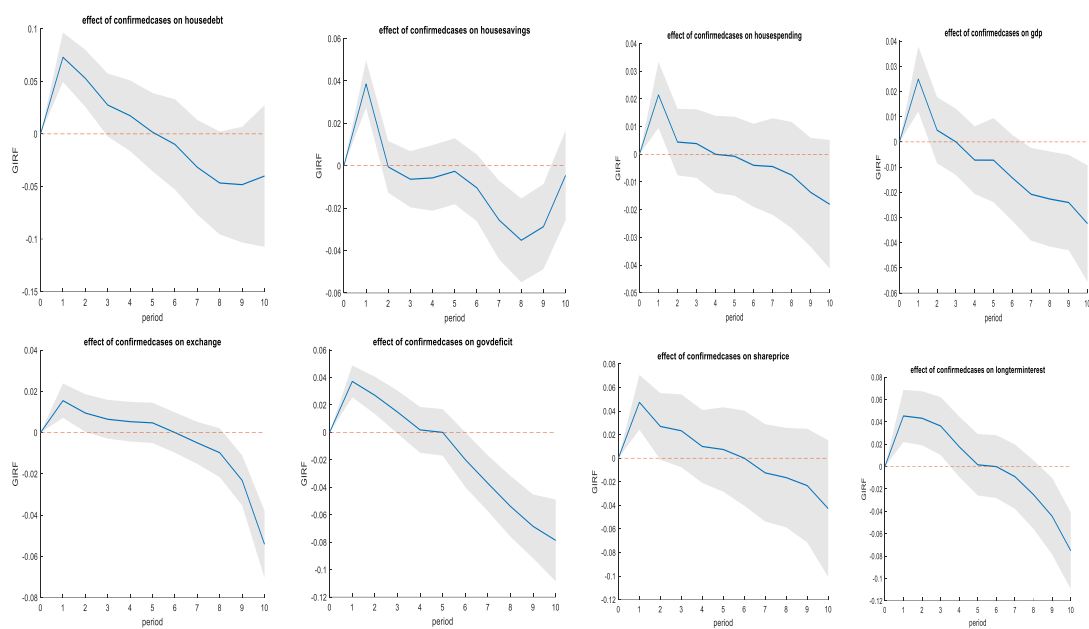 effect of confirmedcases on housedebt
0.1
0.05
0
-0.05
-0.1
-0.15
GIRF
0 1 2 3 4 5 6 7 8 9 10
period
effect of confirmedcases on housesavings
0.06
0.04
0.02
0
-0.02
-0.04
-0.06
GIRF
0 1 2 3 4 5 6 7 8 9 10
period
effect of confirmedcases on housespending
0.04
0.03
0.02
0.01
0
-0.01
-0.02
-0.03
-0.04
-0.05
GIRF
0 1 2 3 4 5 6 7 8 9 10
period
effect of confirmedcases on gdp
0.04
0.03
0.02
0.01
0
-0.01
-0.02
-0.03
-0.04
-0.05
-0.06
GIRF
0 1 2 3 4 5 6 7 8 9 10
period
effect of confirmedcases on exchange
0.04
0.02
0
-0.02
-0.04
-0.06
-0.08
GIRF
0 1 2 3 4 5 6 7 8 9 10
period
effect of confirmedcases on govdeficit
0.06
0.04
0.02
0
-0.02
-0.04
-0.06
-0.08
-0.1
-0.12
GIRF
0 1 2 3 4 5 6 7 8 9 10
period
effect of confirmedcases on shareprice
0.08
0.06
0.04
0.02
0
-0.02
-0.04
-0.06
-0.08
-0.1
-0.12
GIRF
0 1 2 3 4 5 6 7 8 9 10
period
effect of confirmedcases on longterminterest
0.08
0.06
0.04
0.02
0
-0.02
-0.04
-0.06
-0.08
-0.1
-0.12
GIRF
0 1 2 3 4 5 6 7 8 9 10
period